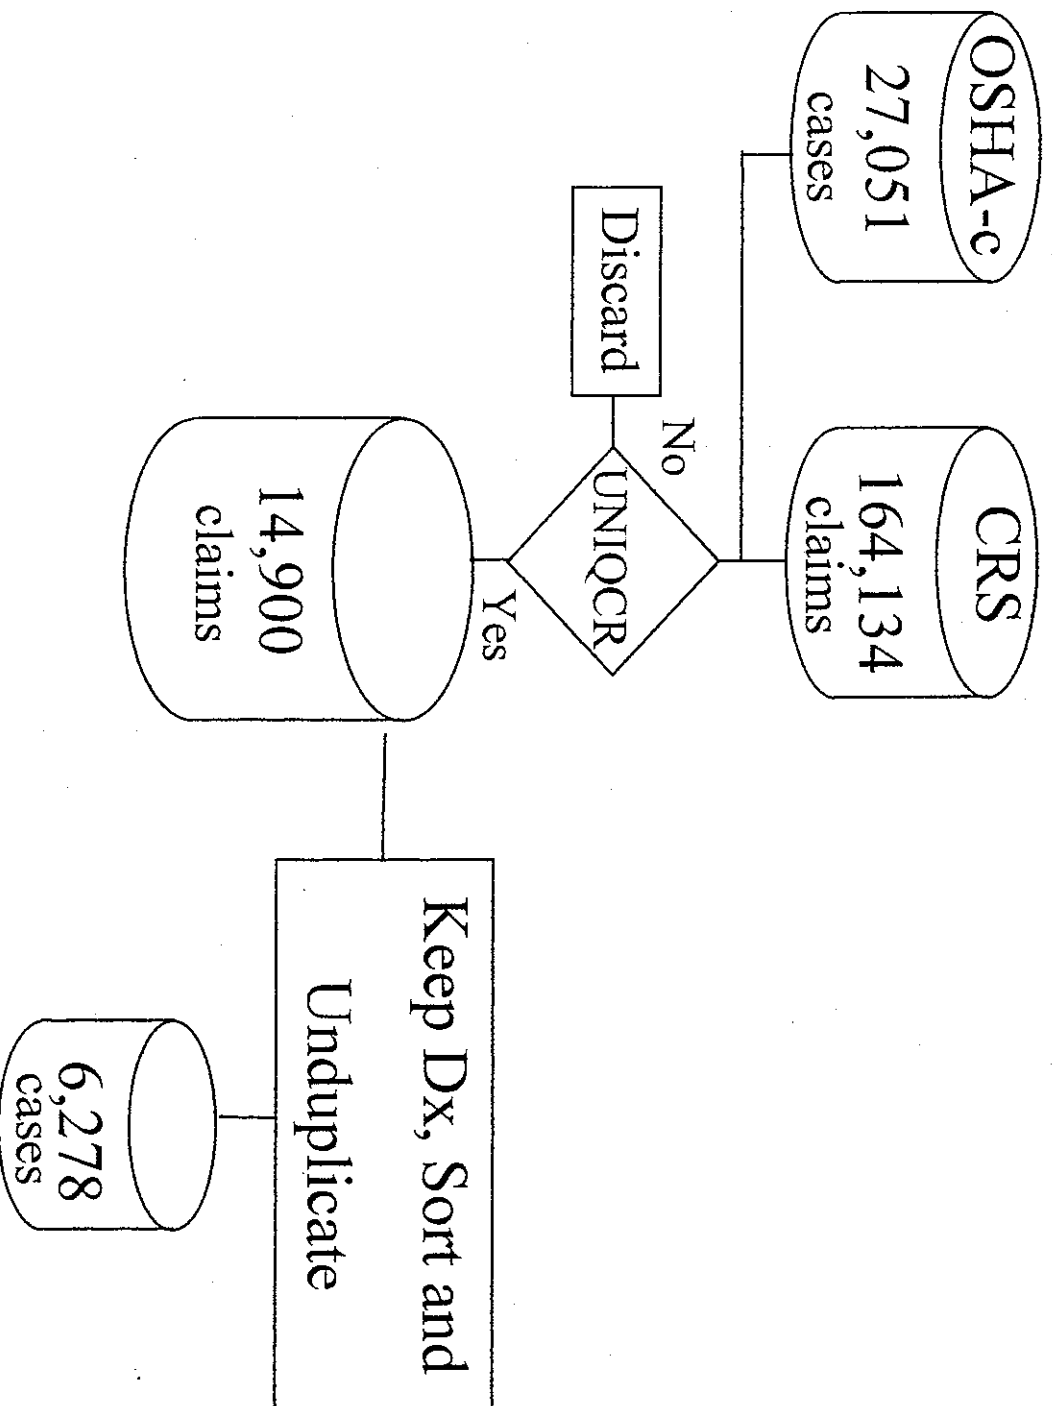 OSHA-c
27,051
cases
CRS
164,134
claims
Discard
No
UNIQCR
Yes
14,900
claims
Keep Dx, Sort and
Unduplicate
6,278
cases